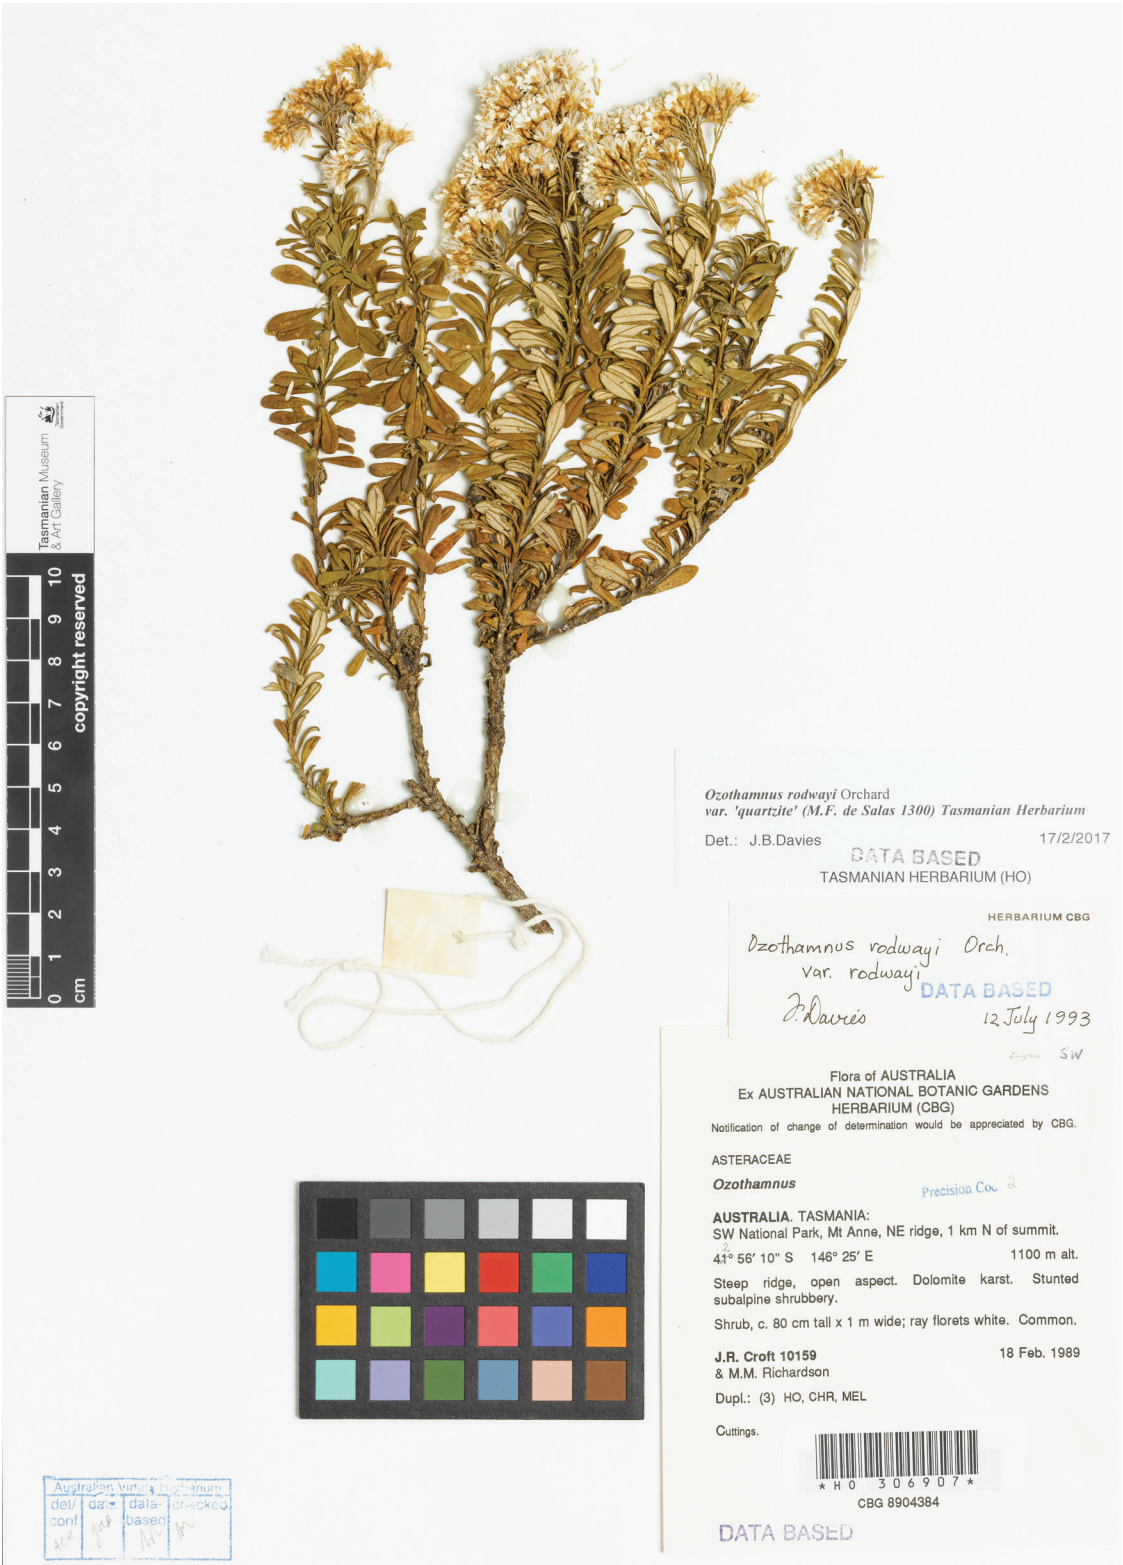 Tasmanian Museum
& Art Gallery
Tasmanian
Government
10
9
8
7
6
5
4
3
2
1
0
cm
copyright reserved
Ozothamnus rodwayi Orchard
var. 'quartzite' (M.F. de Salas 1300) Tasmanian Herbarium
Det.: J.B.Davies 17/2/2017
DATA BASED
TASMANIAN HERBARIUM (HO)
HERBARIUM CBG
Ozothamnus rodwayi Orch.
var. rodwayi
DATA BASED
J. Davies 12 July 1993
SW
Flora of AUSTRALIA
Ex AUSTRALIAN NATIONAL BOTANIC GARDENS
HERBARIUM (CBG)
Notification of change of determination would be appreciated by CBG.
ASTERACEAE
Ozothamnus
Precision Co. 2
AUSTRALIA. TASMANIA:
SW National Park, Mt Anne, NE ridge, 1 km N of summit.
2
41° 56' 10" S 146° 25' E 1100 m alt.
Steep ridge, open aspect. Dolomite karst. Stunted
subalpine shrubbery.
Shrub, c. 80 cm tall x 1 m wide; ray florets white. Common.
J.R. Croft 10159 18 Feb. 1989
& M.M. Richardson
Dupl.: (3) HO, CHR, MEL
Cuttings.
*HO 306907*
CBG 8904384
DATA BASED
Australian Virtual Herbarium
det/ data data- checked
conf based